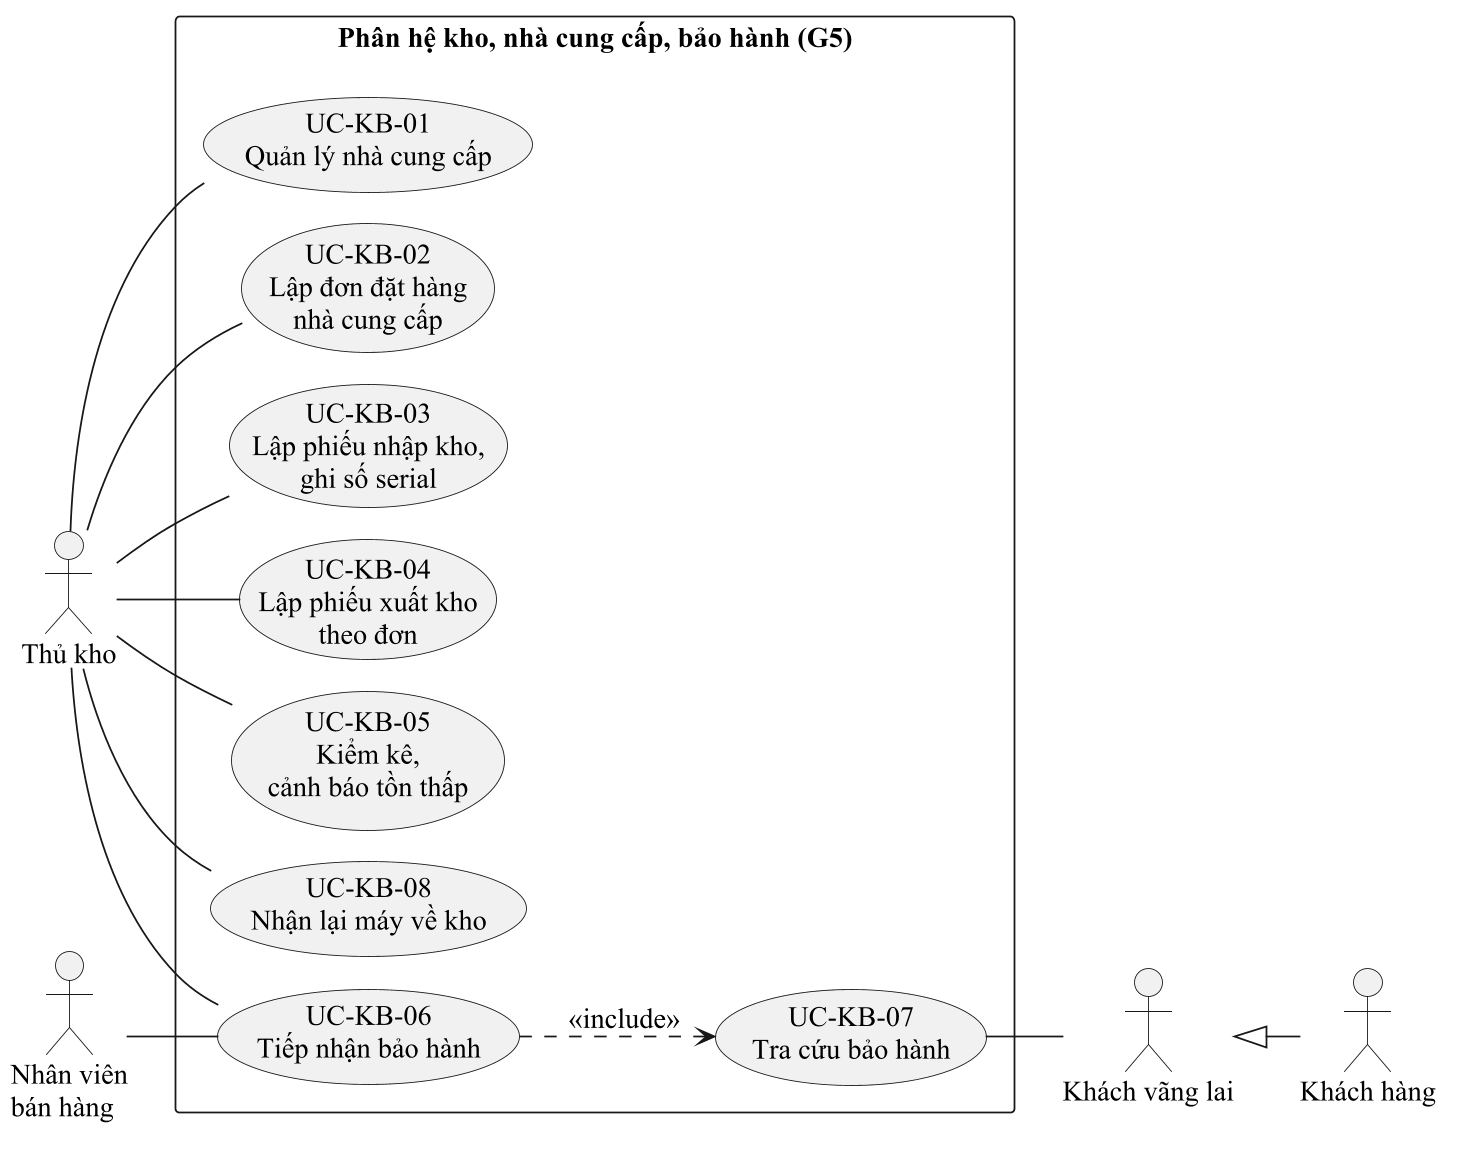 Phân hệ kho, nhà cung cấp, bảo hành (G5)
UC-KB-01
Quản lý nhà cung cấp
UC-KB-02
Lập đơn đặt hàng
nhà cung cấp
UC-KB-03
Lập phiếu nhập kho,
ghi số serial
UC-KB-04
Lập phiếu xuất kho
theo đơn
Thủ kho
UC-KB-05
Kiểm kê,
cảnh báo tồn thấp
UC-KB-08
Nhận lại máy về kho
UC-KB-06
Tiếp nhận bảo hành
«include»
UC-KB-07
Tra cứu bảo hành
Nhân viên
bán hàng
Khách vãng lai
Khách hàng